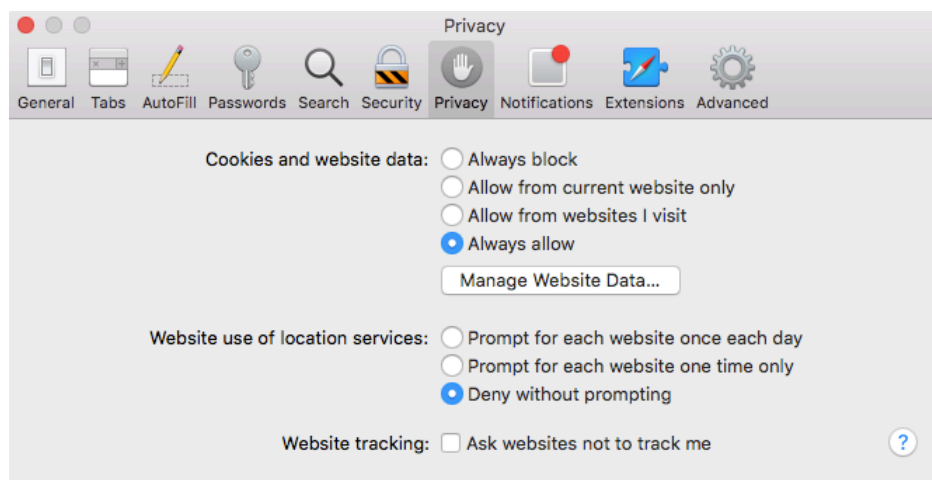 Privacy
General Tabs AutoFill Passwords Search Security Privacy Notifications Extensions Advanced
Cookies and website data: Always block
Allow from current website only
Allow from websites I visit
Always allow
Manage Website Data...
Website use of location services: Prompt for each website once each day
Prompt for each website one time only
Deny without prompting
Website tracking: Ask websites not to track me ?